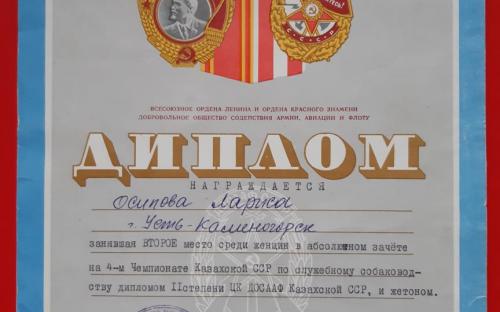 С С С Р
ВСЕСОЮЗНОЕ ОРДЕНА ЛЕНИНА И ОРДЕНА КРАСНОГО ЗНАМЕНИ
ДОБРОВОЛЬНОЕ ОБЩЕСТВО СОДЕЙСТВИЯ АРМИИ, АВИАЦИИ И ФЛОТУ
ДИПЛОМ
НАГРАЖДАЕТСЯ
Осипова Лариса
г. Усть-Каменогорск
занявшая ВТОРОЕ место среди женщин в абсолютном зачёте
на 4-м Чемпионате Казахской ССР по служебному собаковод-
ству дипломом II степени ЦК ДОСААФ Казахской ССР, и жетоном.